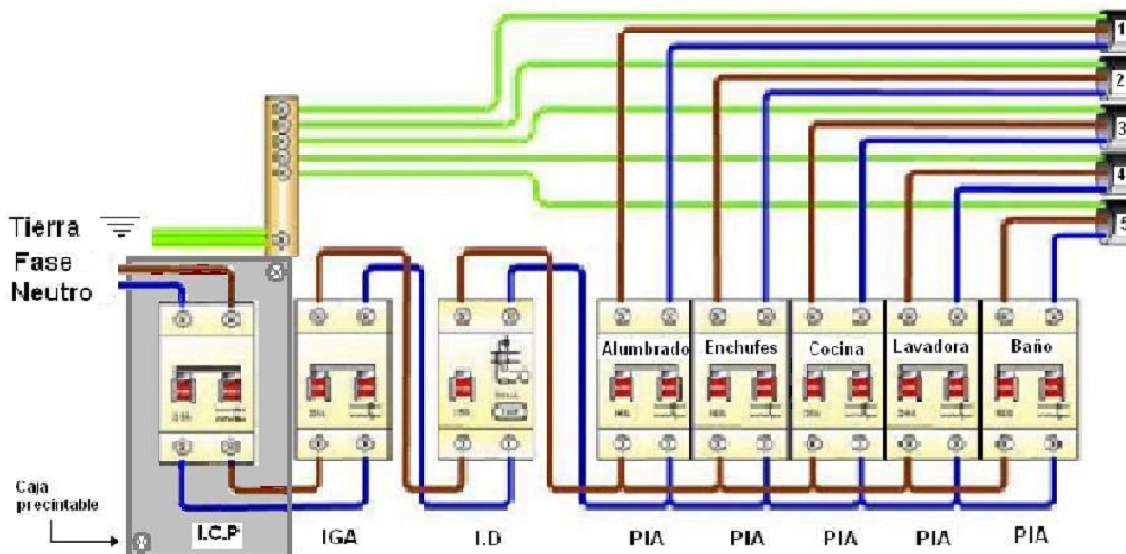 1
2
3
4
5
Tierra
Fase
Neutro
Alumbrado Enchufes Cocina Lavadora Baño
Caja
precintable
I.C.P IGA I.D PIA PIA PIA PIA PIA